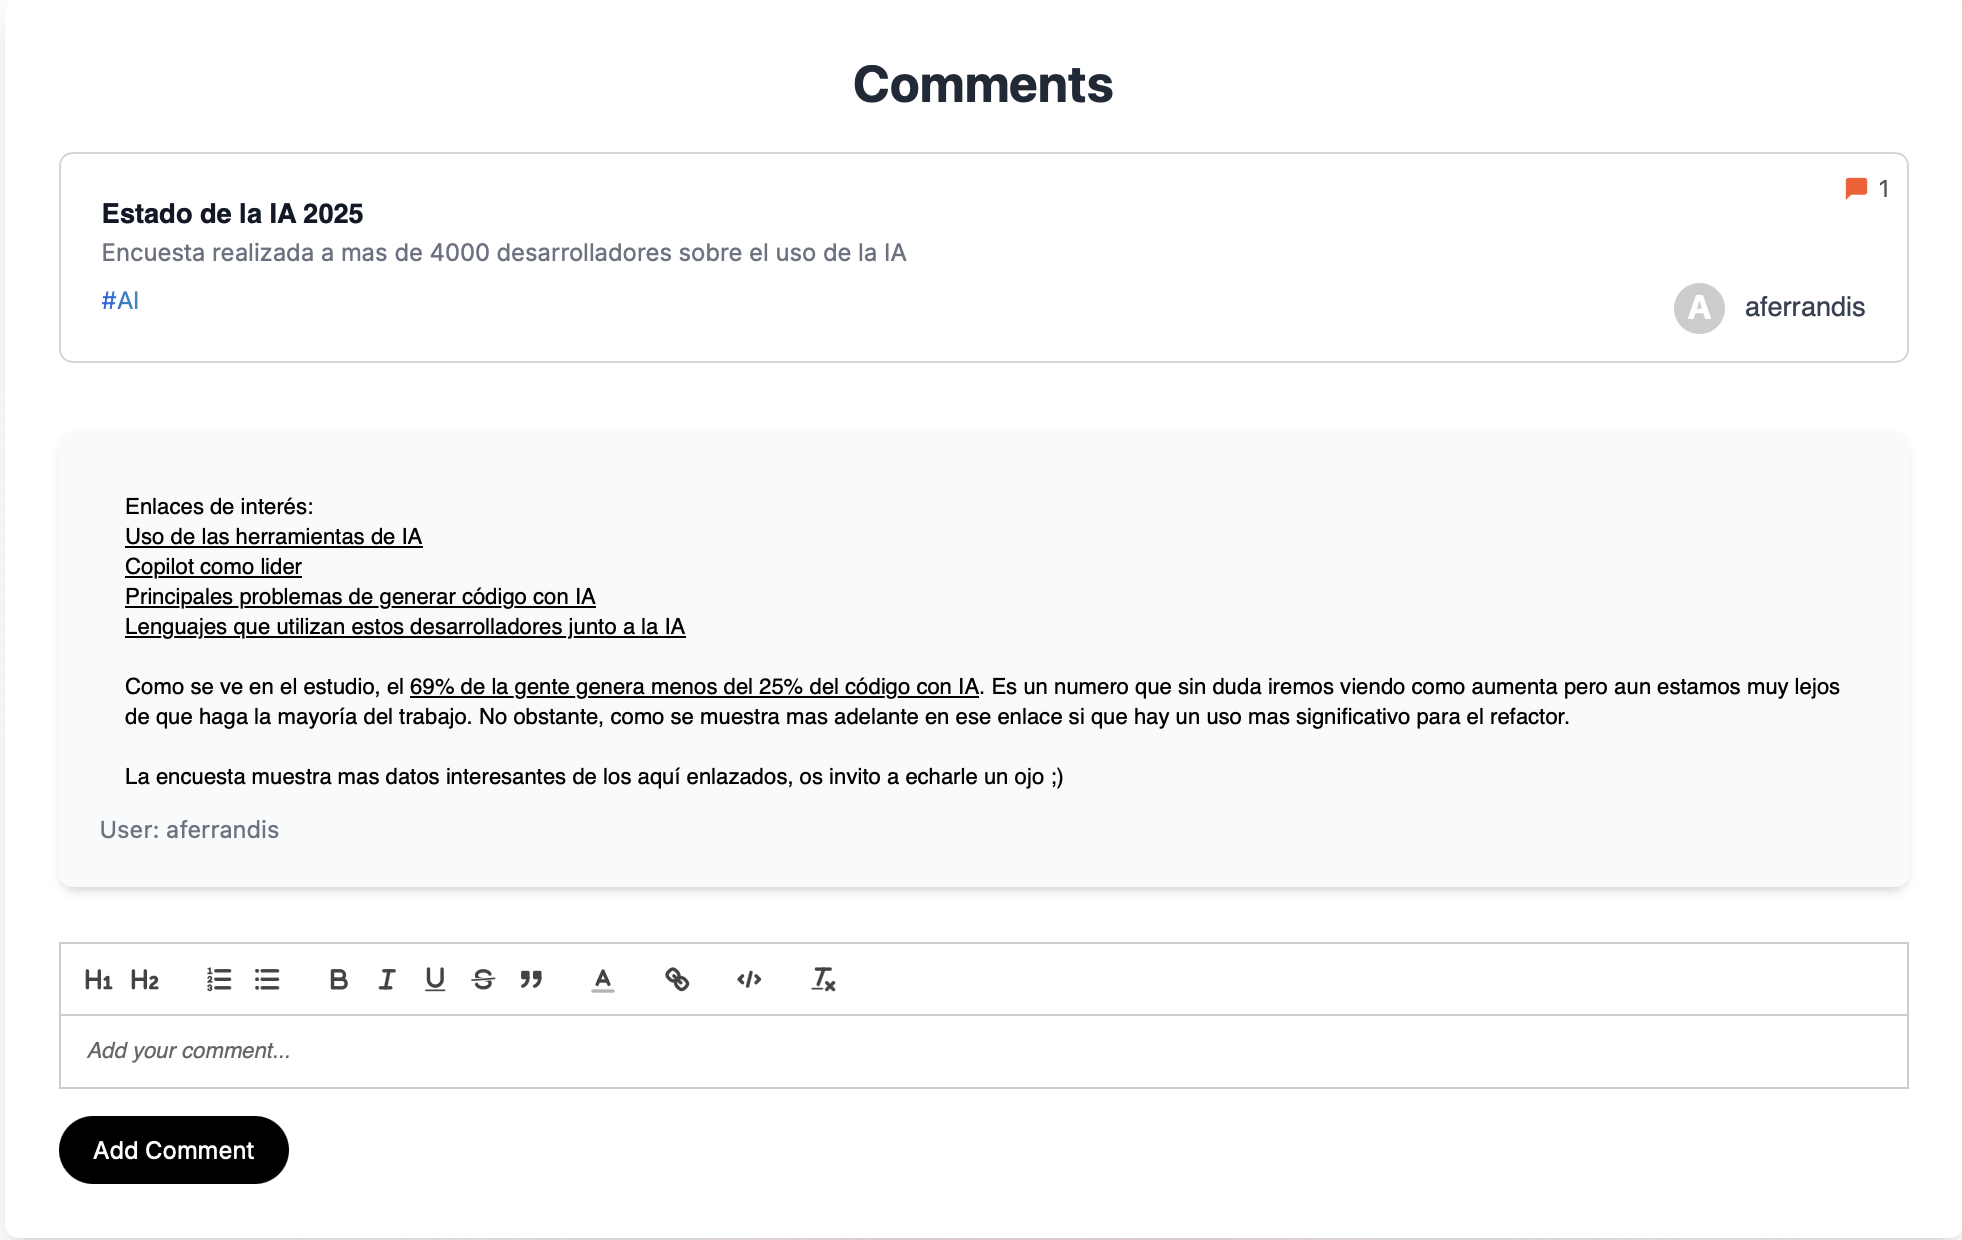 Comments
Estado de la IA 2025
1
Encuesta realizada a mas de 4000 desarrolladores sobre el uso de la IA
#AI
A aferrandis
Enlaces de interés:
Uso de las herramientas de IA
Copilot como lider
Principales problemas de generar código con IA
Lenguajes que utilizan estos desarrolladores junto a la IA
Como se ve en el estudio, el 69% de la gente genera menos del 25% del código con IA. Es un numero que sin duda iremos viendo como aumenta pero aun estamos muy lejos
de que haga la mayoría del trabajo. No obstante, como se muestra mas adelante en ese enlace si que hay un uso mas significativo para el refactor.
La encuesta muestra mas datos interesantes de los aquí enlazados, os invito a echarle un ojo ;)
User: aferrandis
H1 H2 B I U S A </> Tx
Add your comment...
Add Comment